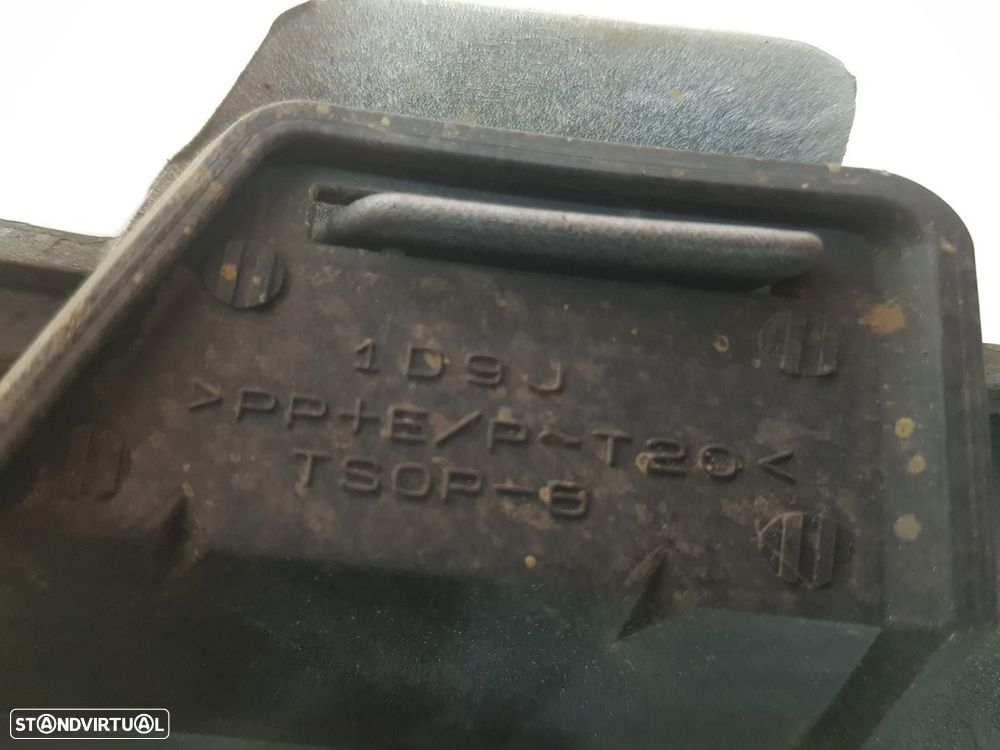 1D9J
>PP+E/P-T20<
TSOP-6
STANDVIRTUAL